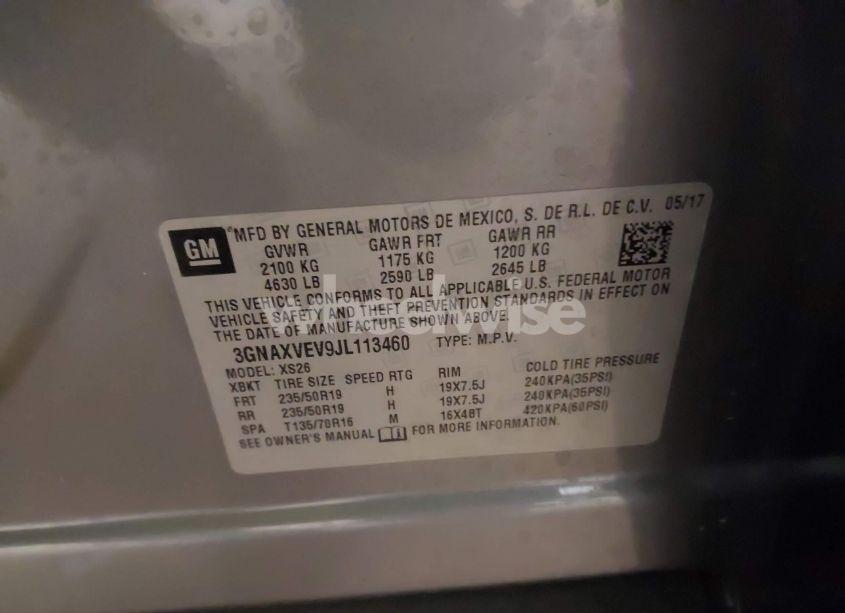 GM
MFD BY GENERAL MOTORS DE MEXICO, S. DE R.L. DE C.V. 05/17
GVWR GAWR FRT GAWR RR
2100 KG 1175 KG 1200 KG
4630 LB 2590 LB 2645 LB
THIS VEHICLE CONFORMS TO ALL APPLICABLE U.S. FEDERAL MOTOR
VEHICLE SAFETY AND THEFT PREVENTION STANDARDS IN EFFECT ON
THE DATE OF MANUFACTURE SHOWN ABOVE.
3GNAXVEV9JL113460 TYPE: M.P.V.
MODEL: XS26
XBKT TIRE SIZE SPEED RTG RIM COLD TIRE PRESSURE
FRT 235/50R19 H 19X7.5J 240KPA(35PSI)
RR 235/50R19 H 19X7.5J 240KPA(35PSI)
SPA T135/70R16 M 16X4BT 420KPA(60PSI)
SEE OWNER'S MANUAL FOR MORE INFORMATION.